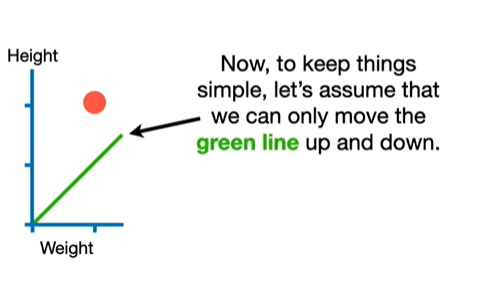 Height
Now, to keep things
simple, let's assume that
we can only move the
green line up and down.
Weight